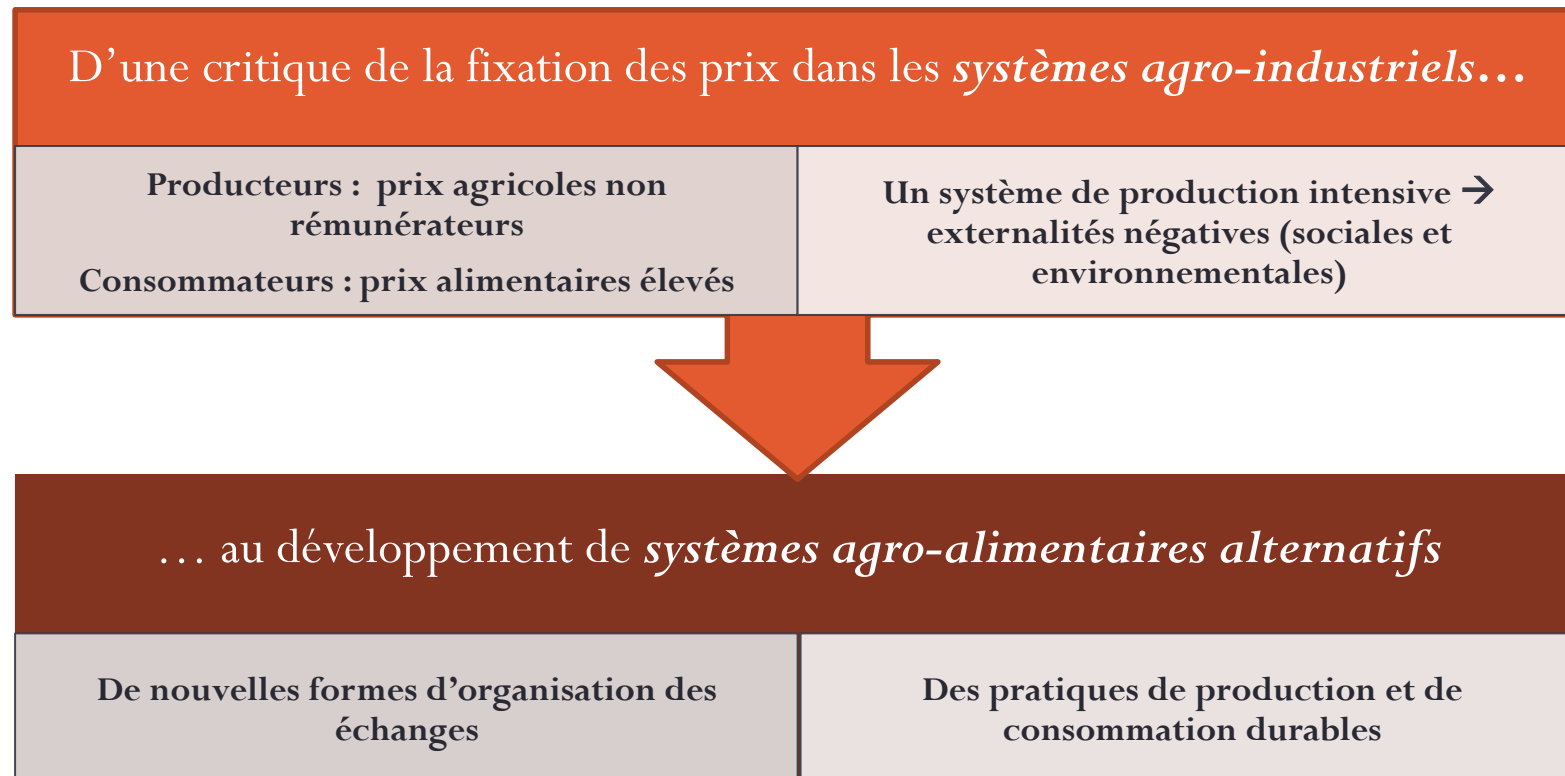 D’une critique de la fixation des prix dans les systèmes agro-industriels…
Producteurs :  prix agricoles non
rémunérateurs
Consommateurs : prix alimentaires élevés
Un système de production intensive →
externalités négatives (sociales et
environnementales)
… au développement de systèmes agro-alimentaires alternatifs
De nouvelles formes d’organisation des
échanges
Des pratiques de production et de
consommation durables